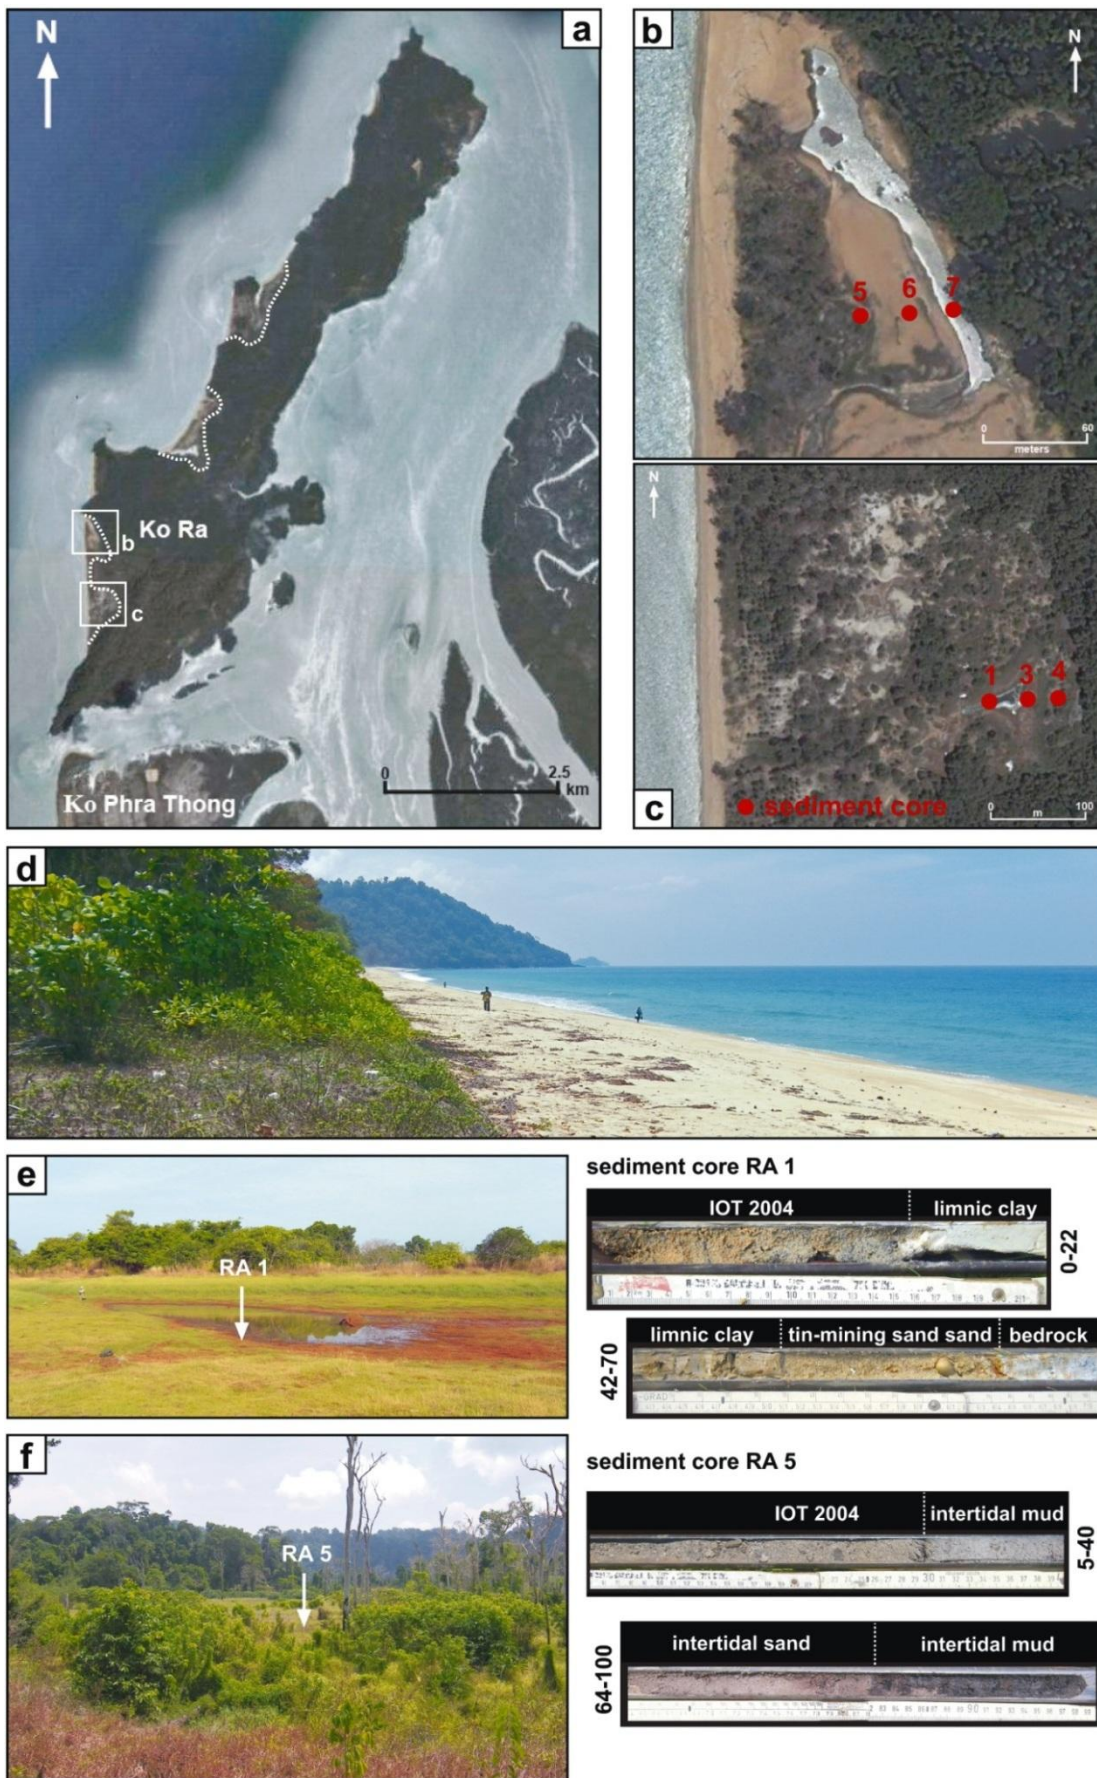 N
a
b
N
5
6
7
0
60
meters
Ko Ra
b
c
0
2.5
km
Ko Phra Thong
N
1
3
4
sediment core
c
0
100
m
d
e
RA 1
sediment core RA 1
IOT 2004
limnic clay
0-22
limnic clay
tin-mining sand sand
bedrock
42-70
f
RA 5
sediment core RA 5
IOT 2004
intertidal mud
5-40
30
intertidal sand
intertidal mud
64-100
90